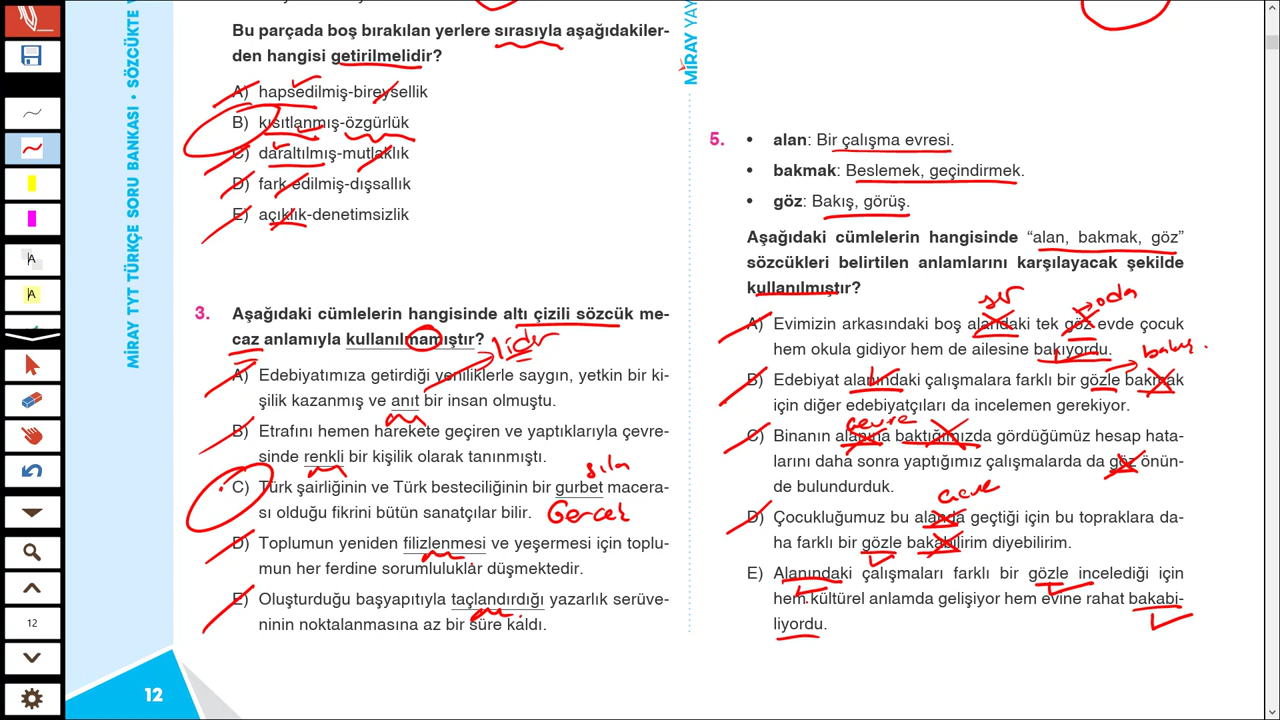 Bu parçada boş bırakılan yerlere sırasıyla aşağıdakiler-
den hangisi getirilmelidir?
A) hapsedilmiş-bireysellik
B) kısıtlanmış-özgürlük
C) daraltılmış-mutlaklık
D) fark edilmiş-dışsallık
E) açıklık-denetimsizlik
3. Aşağıdaki cümlelerin hangisinde altı çizili sözcük me-
caz anlamıyla kullanılmamıştır?
lider
A) Edebiyatımıza getirdiği yeniliklerle saygın, yetkin bir ki-
şilik kazanmış ve anıt bir insan olmuştu.
B) Etrafını hemen harekete geçiren ve yaptıklarıyla çevre-
sinde renkli bir kişilik olarak tanınmıştı.
sıla
C) Türk şairliğinin ve Türk besteciliğinin bir gurbet macera-
sı olduğu fikrini bütün sanatçılar bilir.
Gerçek
D) Toplumun yeniden filizlenmesi ve yeşermesi için toplu-
mun her ferdine sorumluluklar düşmektedir.
E) Oluşturduğu başyapıtıyla taçlandırdığı yazarlık serüve-
ninin noktalanmasına az bir süre kaldı.
MİRAY TYT TÜRKÇE SORU BANKASI • SÖZCÜKTE
12
MİRAY YAY
5. • alan: Bir çalışma evresi.
• bakmak: Beslemek, geçindirmek.
• göz: Bakış, görüş.
Aşağıdaki cümlelerin hangisinde “alan, bakmak, göz”
sözcükleri belirtilen anlamlarını karşılayacak şekilde
kullanılmıştır?
yer oda
A) Evimizin arkasındaki boş alandaki tek göz evde çocuk
hem okula gidiyor hem de ailesine bakıyordu.
bakış
B) Edebiyat alanındaki çalışmalara farklı bir gözle bakmak
için diğer edebiyatçıları da incelemen gerekiyor.
çevre
C) Binanın alanına baktığımızda gördüğümüz hesap hata-
larını daha sonra yaptığımız çalışmalarda da göz önün-
de bulundurduk.
çevre
D) Çocukluğumuz bu alanda geçtiği için bu topraklara da-
ha farklı bir gözle bakabilirim diyebilirim.
E) Alanındaki çalışmaları farklı bir gözle incelediği için
hem kültürel anlamda gelişiyor hem evine rahat bakabi-
liyordu.
A
A
12